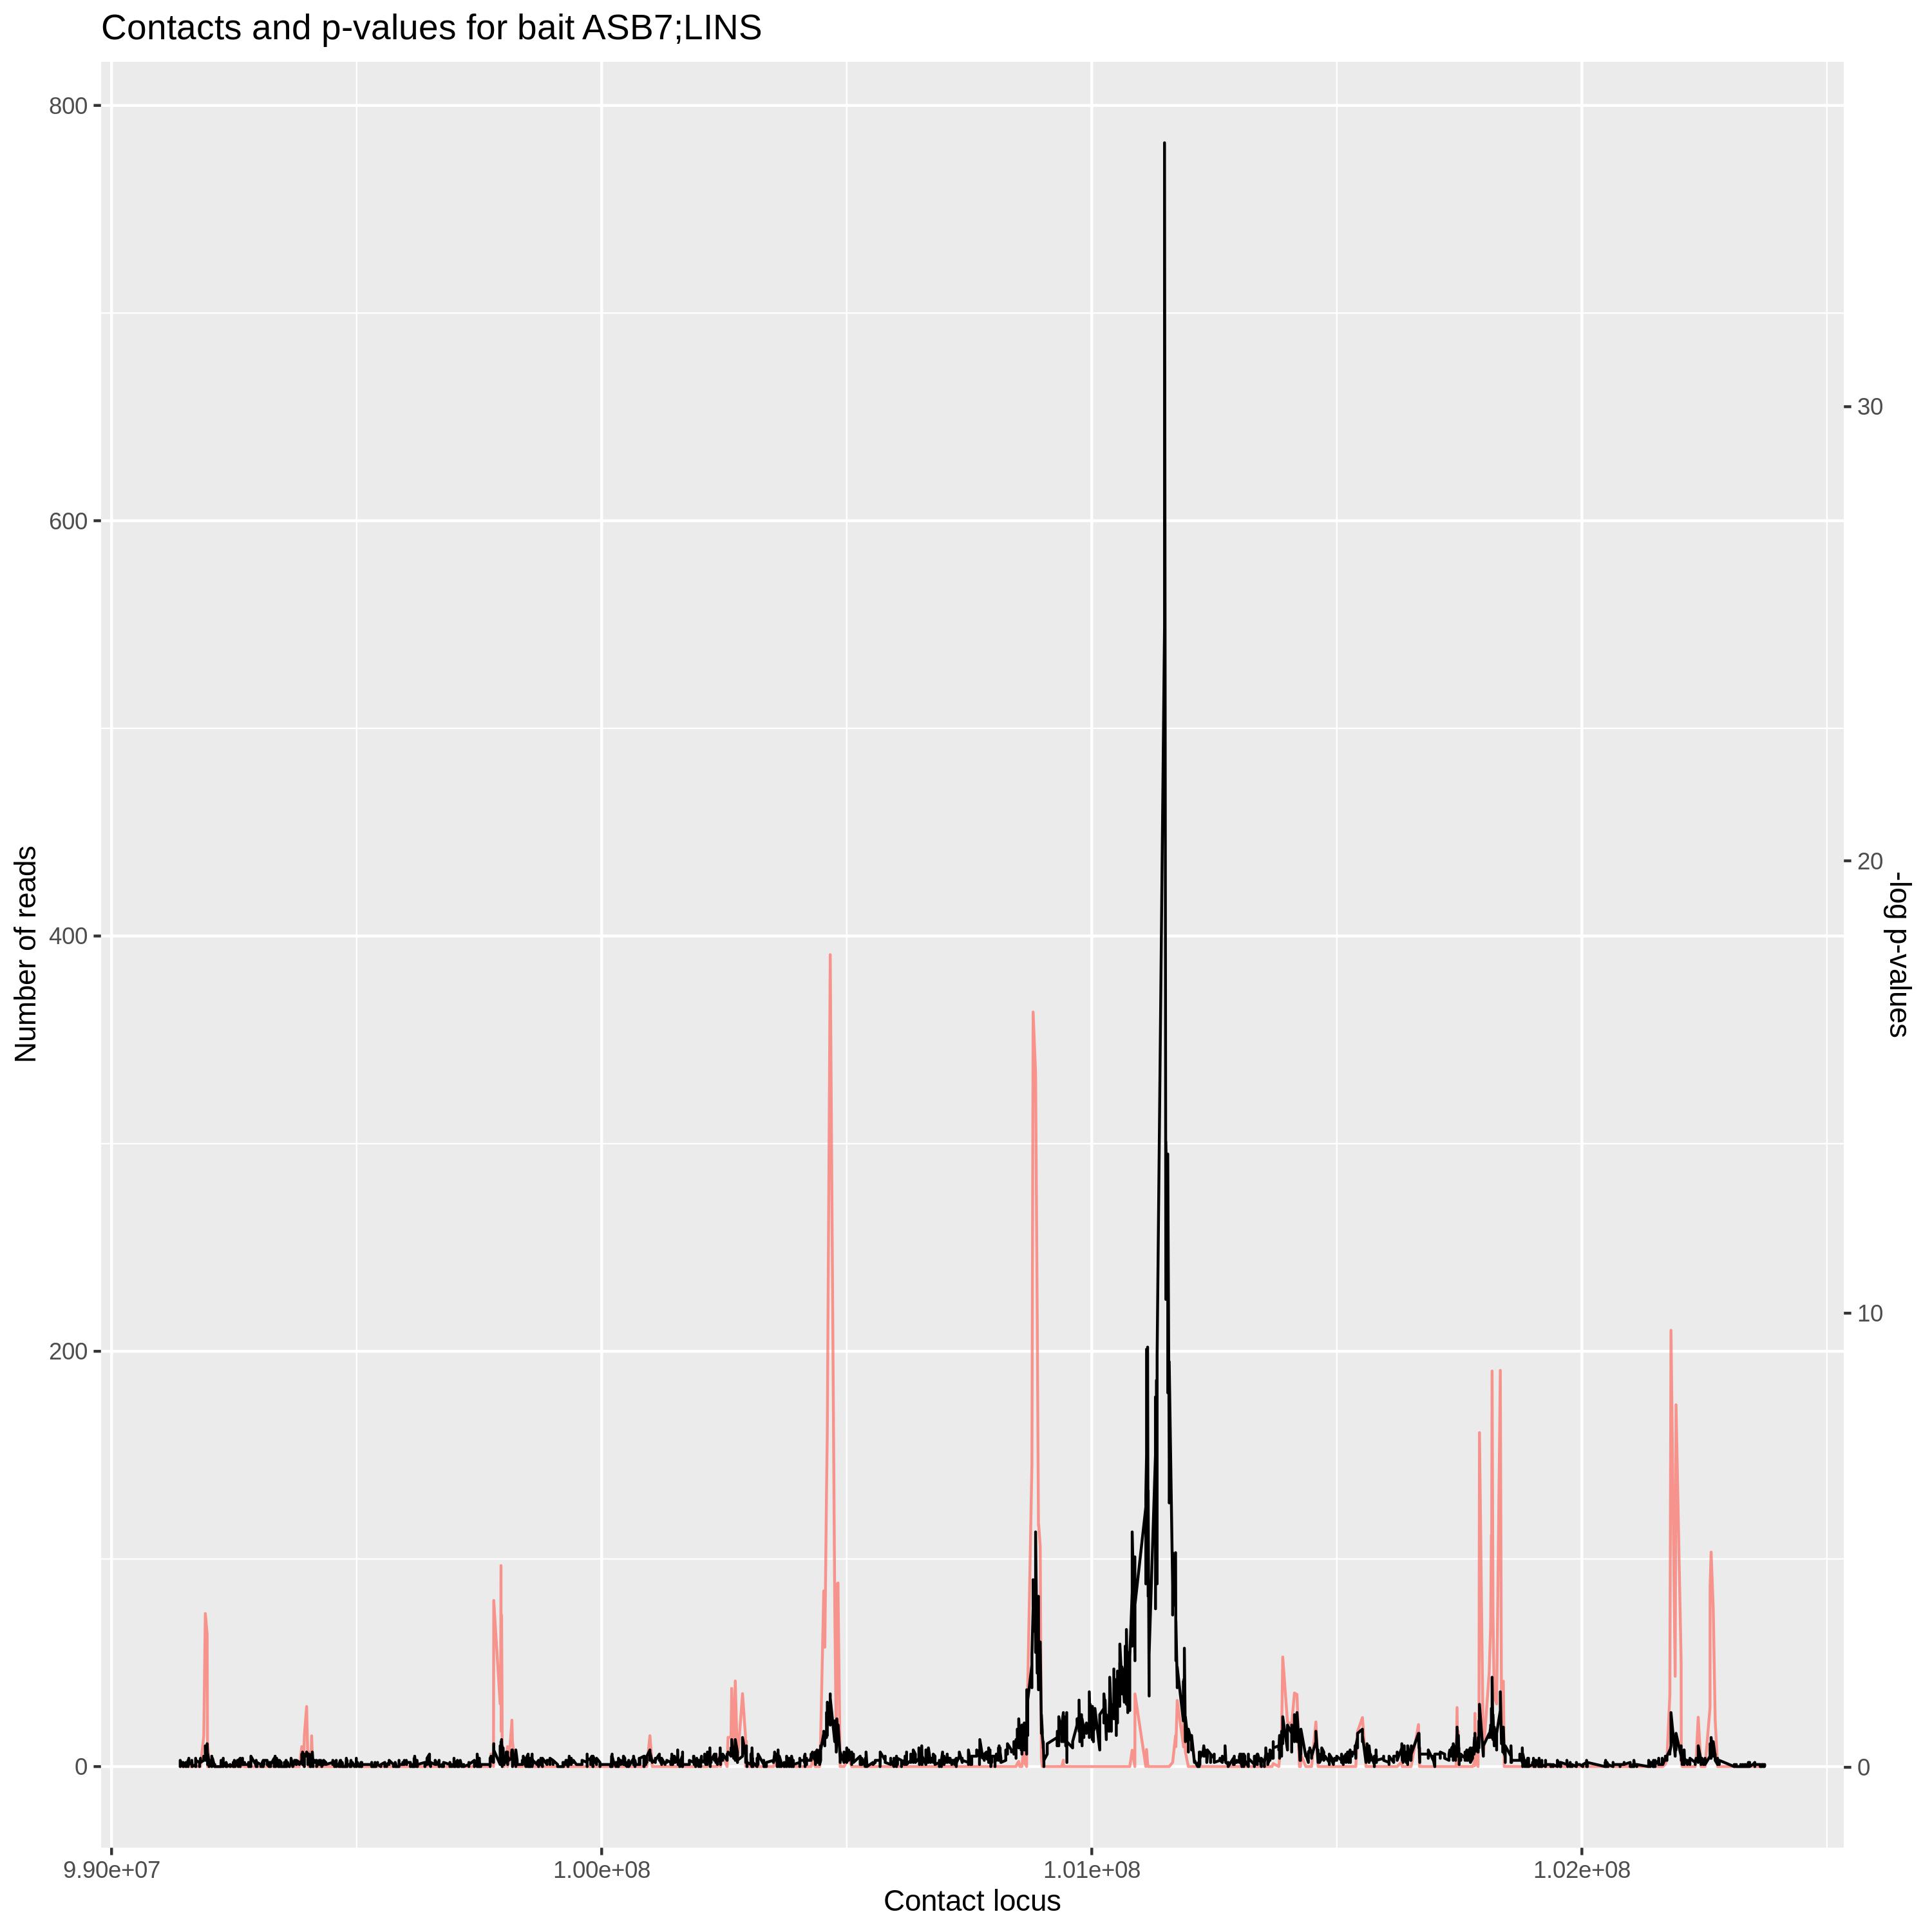 Contacts and p-values for bait ASB7;LINS
800
600
400
200
0
Number of reads
30
20
10
0
-log p-values
9.90e+07
1.00e+08
1.01e+08
1.02e+08
Contact locus